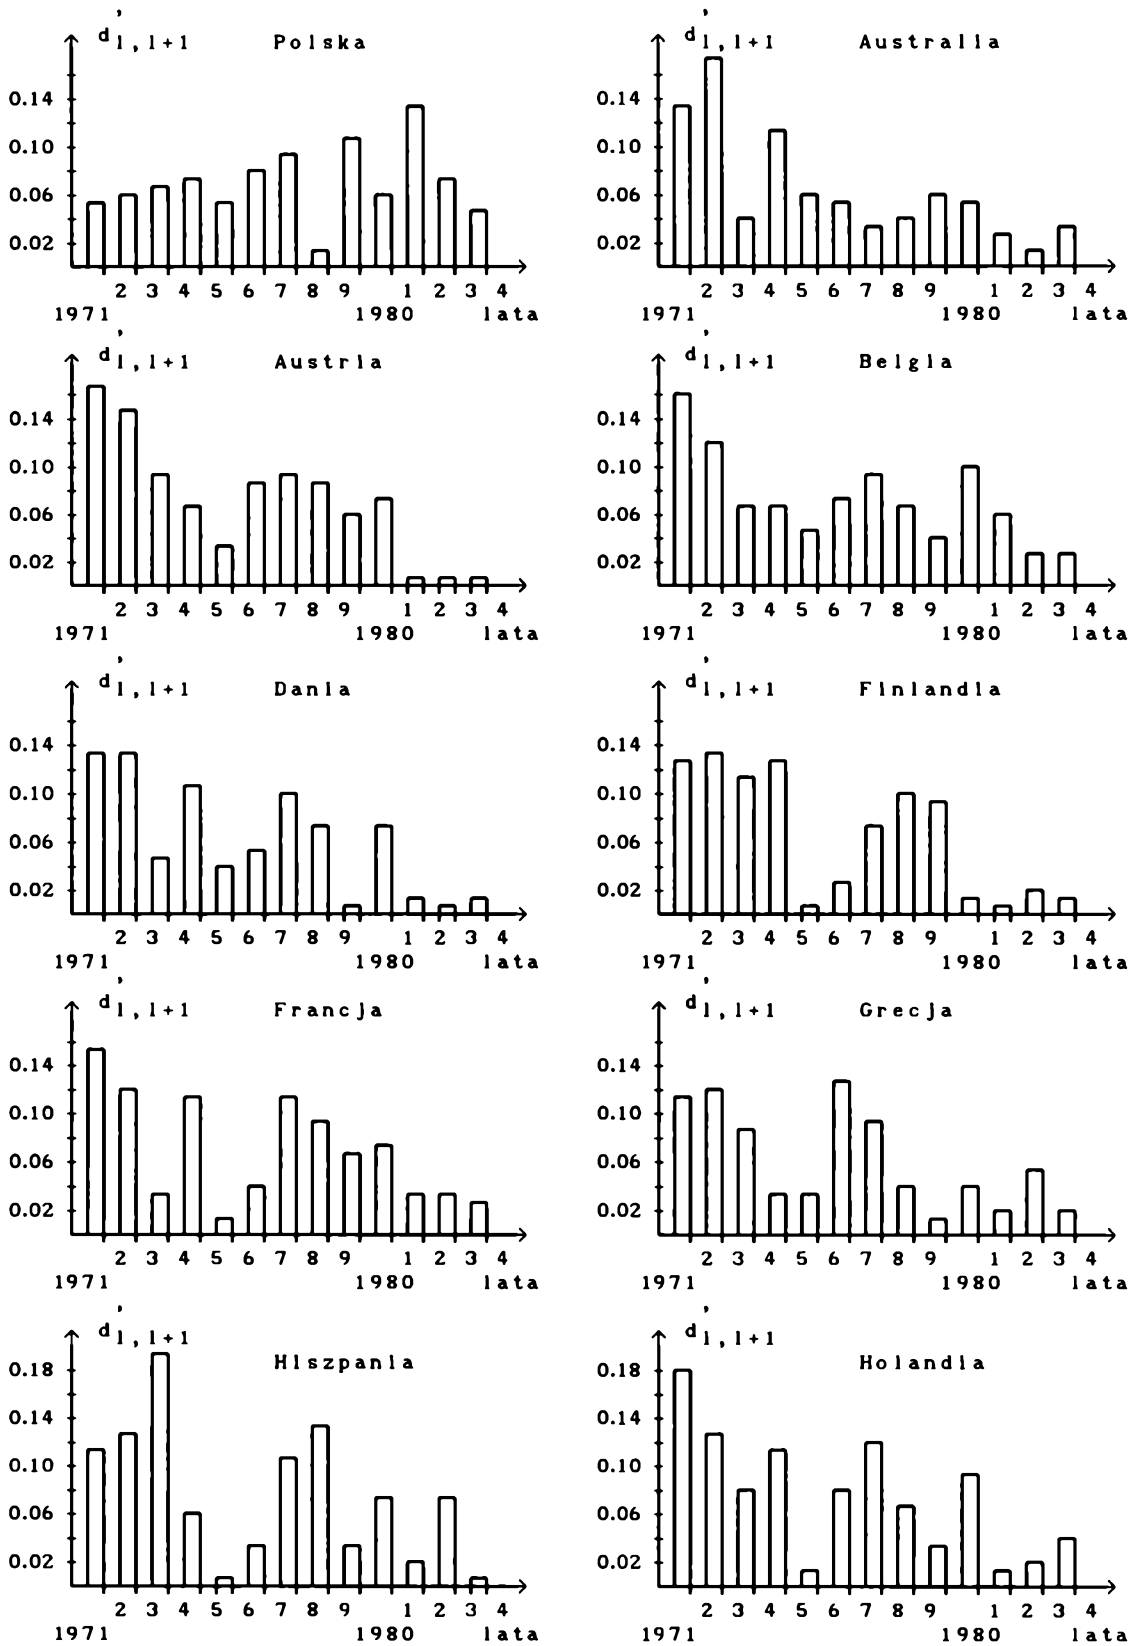 d'i,i+1 Polska
0.14
0.10
0.06
0.02
2 3 4 5 6 7 8 9 1 2 3 4
1971 1980 lata
d'i,i+1 Australia
0.14
0.10
0.06
0.02
2 3 4 5 6 7 8 9 1 2 3 4
1971 1980 lata
d'i,i+1 Austria
0.14
0.10
0.06
0.02
2 3 4 5 6 7 8 9 1 2 3 4
1971 1980 lata
d'i,i+1 Belgia
0.14
0.10
0.06
0.02
2 3 4 5 6 7 8 9 1 2 3 4
1971 1980 lata
d'i,i+1 Dania
0.14
0.10
0.06
0.02
2 3 4 5 6 7 8 9 1 2 3 4
1971 1980 lata
d'i,i+1 Finlandia
0.14
0.10
0.06
0.02
2 3 4 5 6 7 8 9 1 2 3 4
1971 1980 lata
d'i,i+1 Francja
0.14
0.10
0.06
0.02
2 3 4 5 6 7 8 9 1 2 3 4
1971 1980 lata
d'i,i+1 Grecja
0.14
0.10
0.06
0.02
2 3 4 5 6 7 8 9 1 2 3 4
1971 1980 lata
d'i,i+1
Hiszpania
0.18
0.14
0.10
0.06
0.02
2 3 4 5 6 7 8 9 1 2 3 4
1971 1980 lata
d'i,i+1
Holandia
0.18
0.14
0.10
0.06
0.02
2 3 4 5 6 7 8 9 1 2 3 4
1971 1980 lata